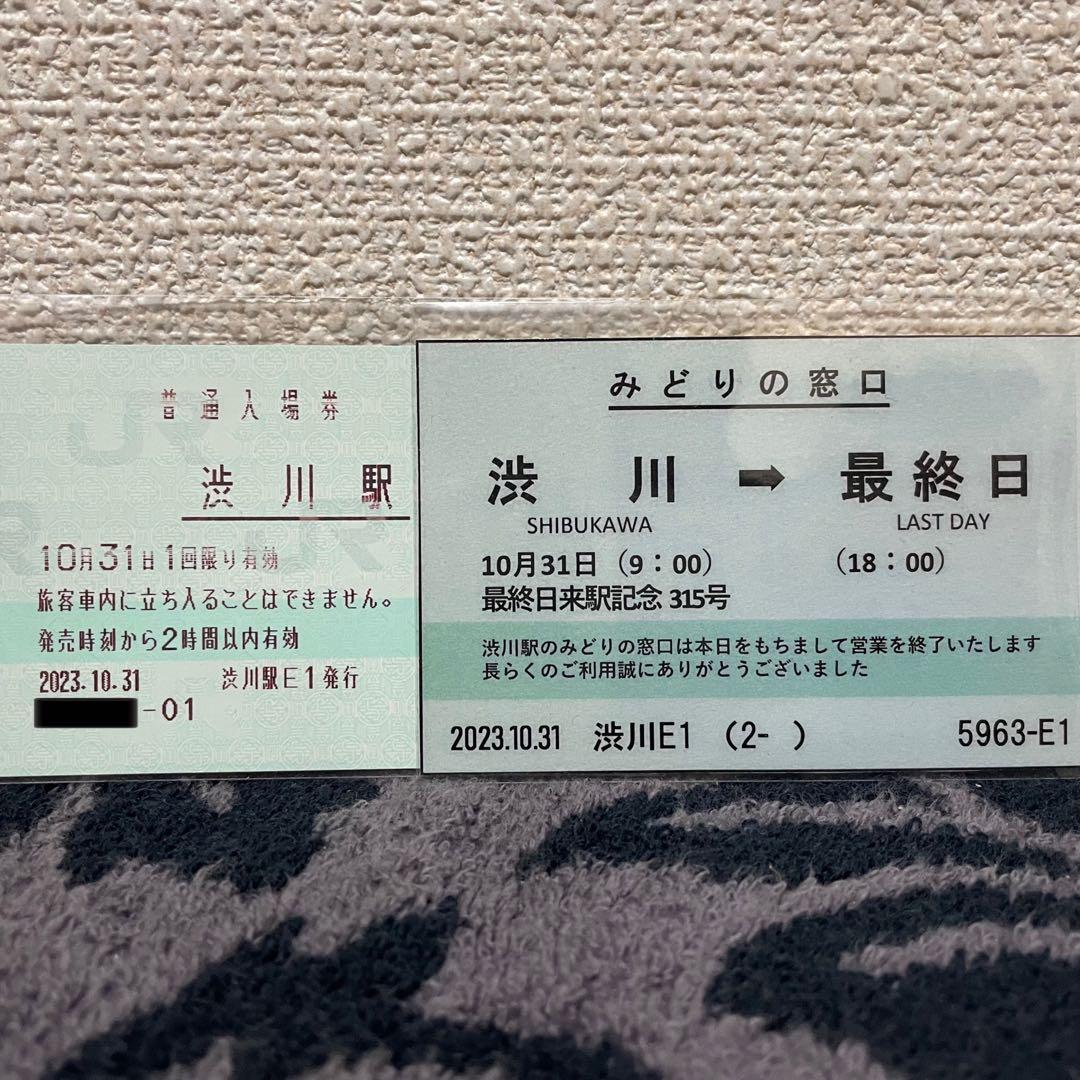 普通入場券
渋川駅
10月31日1回限り有効
旅客車内に立ち入ることはできません。
発売時刻から2時間以内有効
2023.10.31 渋川駅E1発行
-01
みどりの窓口
渋川 ➡ 最終日
SHIBUKAWA LAST DAY
10月31日（9：00） （18：00）
最終日来駅記念 315号
渋川駅のみどりの窓口は本日をもちまして営業を終了いたします
長らくのご利用誠にありがとうございました
2023.10.31 渋川E1 （2- ） 5963-E1